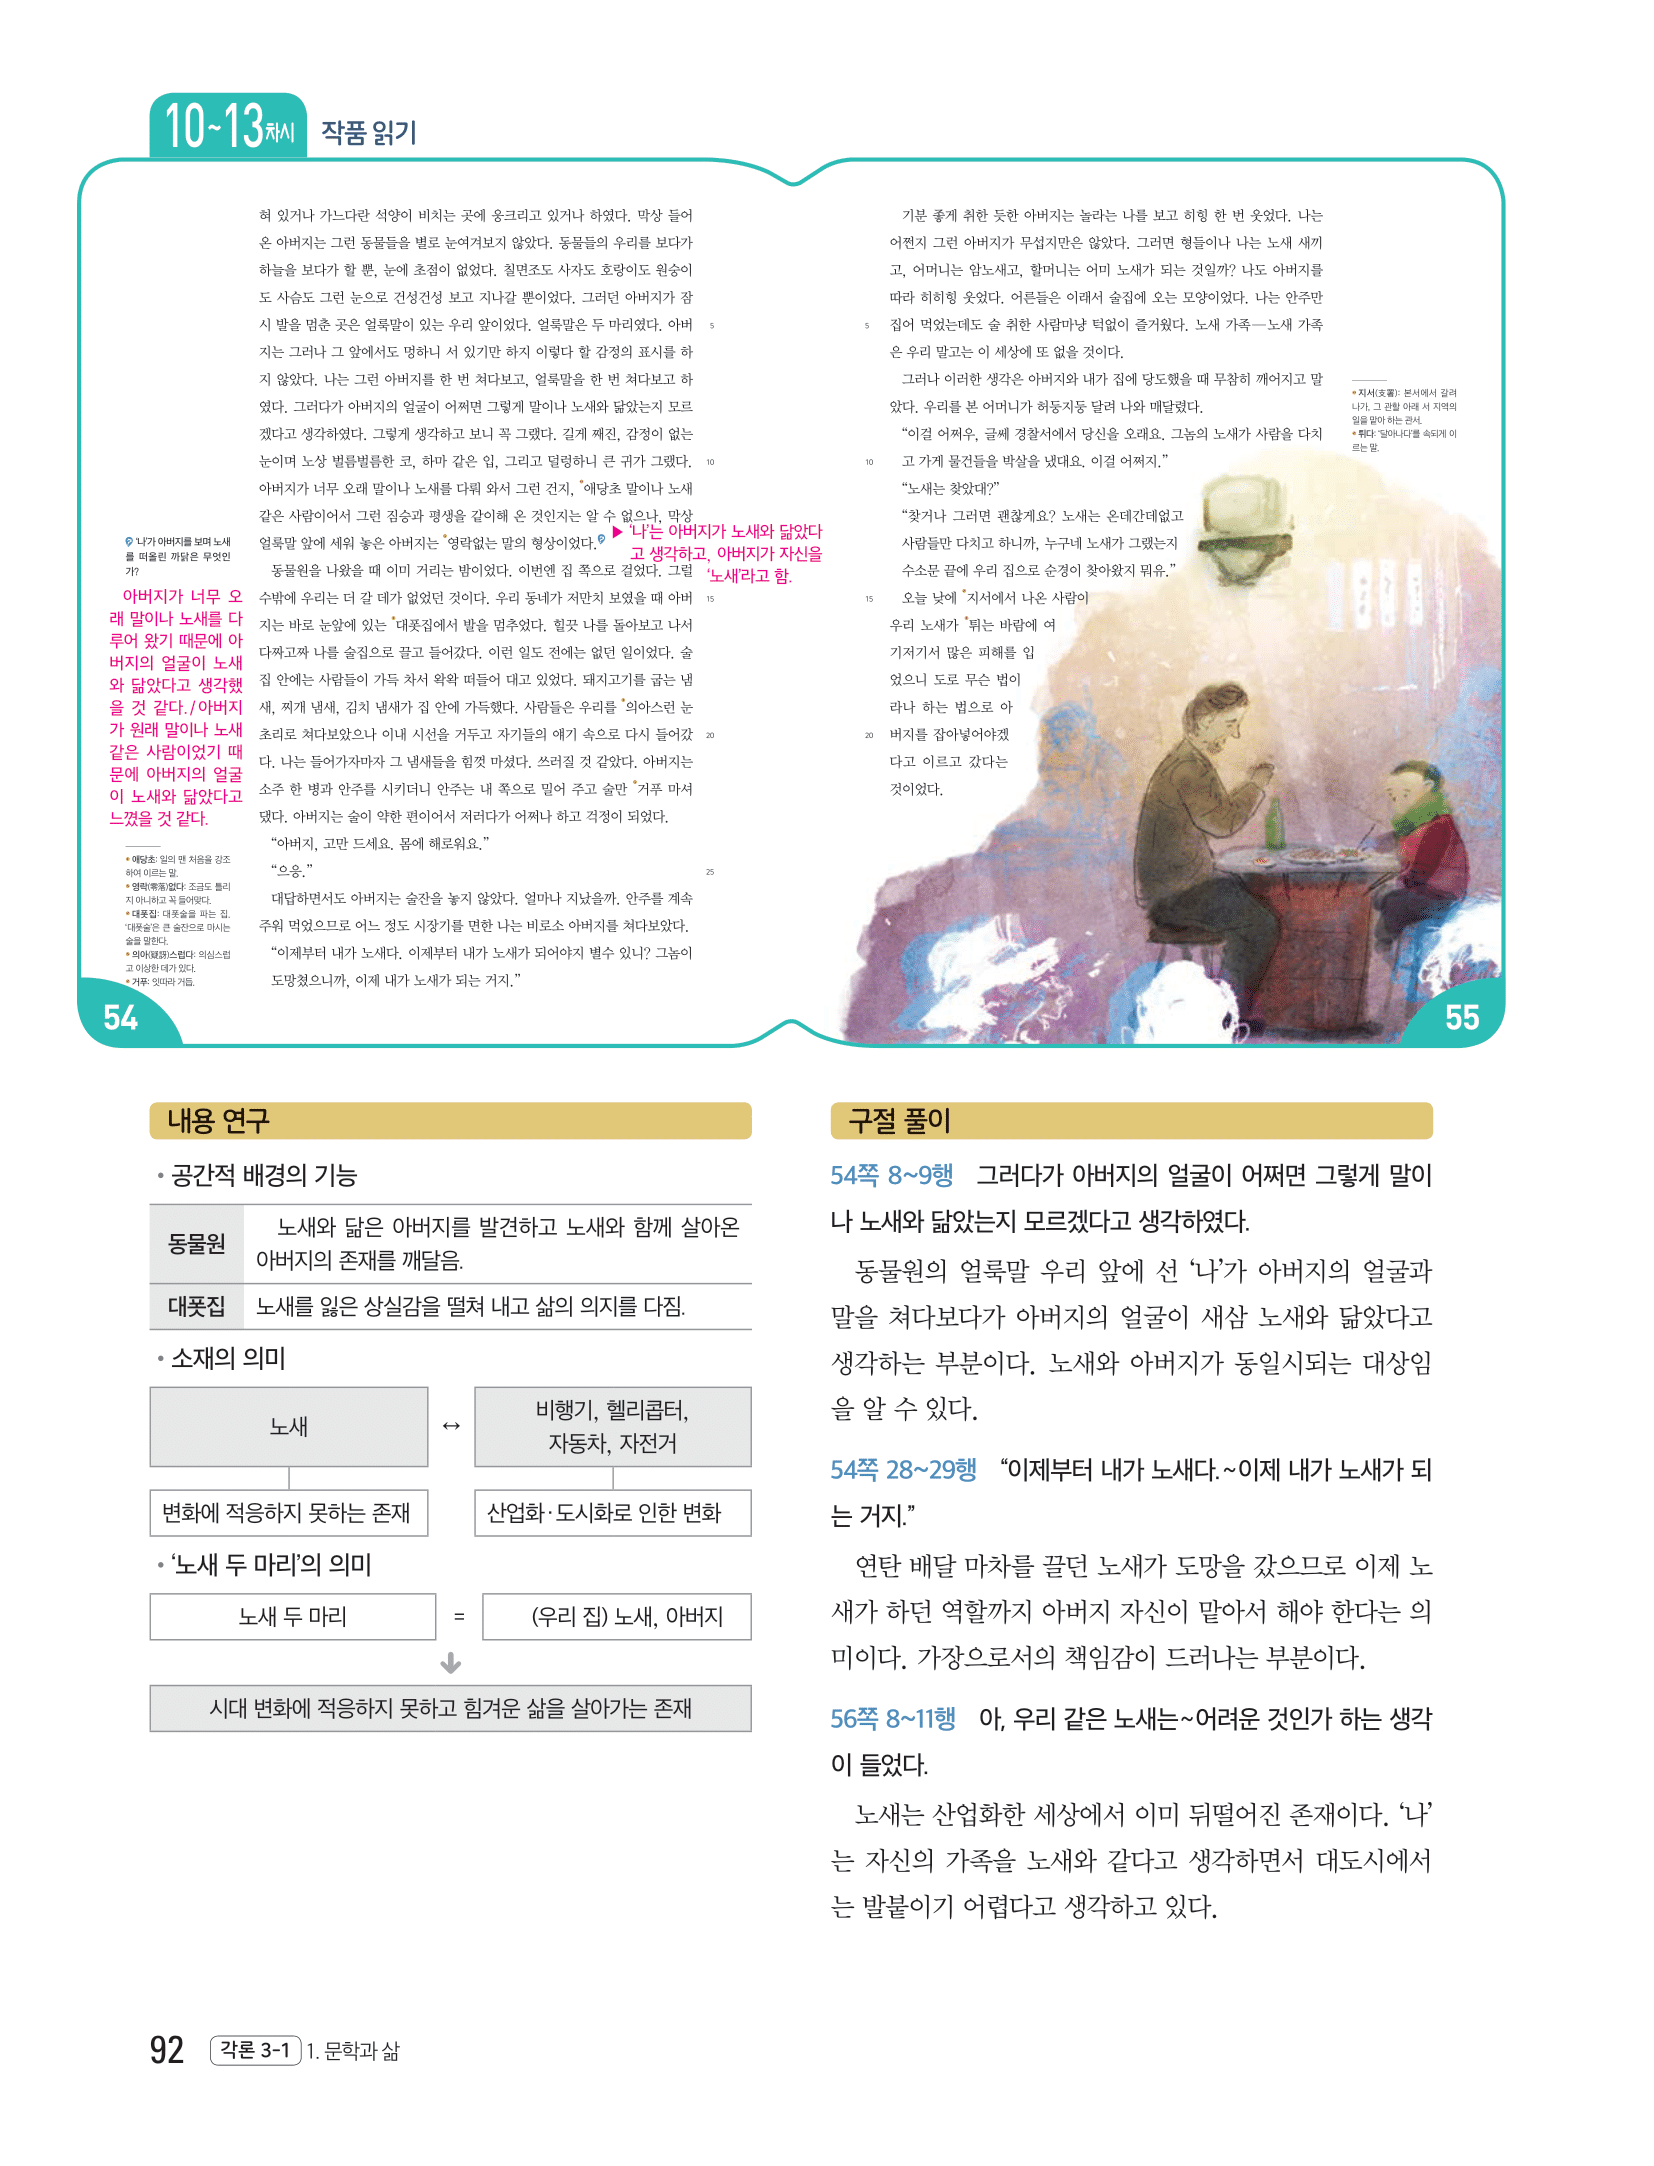 10~13차시 작품 읽기
혀 있거나 가느다란 석양이 비치는 곳에 웅크리고 있거나 하였다. 막상 들어
온 아버지는 그런 동물들을 별로 눈여겨보지 않았다. 동물들의 우리를 보다가
하늘을 보다가 할 뿐, 눈에 초점이 없었다. 칠면조도 사자도 호랑이도 원숭이
도 사슴도 그런 눈으로 건성건성 보고 지나갈 뿐이었다. 그러던 아버지가 잠
시 발을 멈춘 곳은 얼룩말이 있는 우리 앞이었다. 얼룩말은 두 마리였다. 아버
5
지는 그러나 그 앞에서도 멍하니 서 있기만 하지 이렇다 할 감정의 표시를 하
지 않았다. 나는 그런 아버지를 한 번 쳐다보고, 얼룩말을 한 번 쳐다보고 하
였다. 그러다가 아버지의 얼굴이 어쩌면 그렇게 말이나 노새와 닮았는지 모르
겠다고 생각하였다. 그렇게 생각하고 보니 꼭 그랬다. 길게 째진, 감정이 없는
눈이며 노상 벌름벌름한 코, 하마 같은 입, 그리고 덜렁하니 큰 귀가 그랬다.
10
아버지가 너무 오래 말이나 노새를 다뤄 와서 그런 건지, 애당초 말이나 노새
같은 사람이어서 그런 짐승과 평생을 같이해 온 것인지는 알 수 없으나, 막상
얼룩말 앞에 세워 놓은 아버지는 영락없는 말의 형상이었다.
▶ ‘나’는 아버지가 노새와 닮았다
고 생각하고, 아버지가 자신을
‘노새’라고 함.
동물원을 나왔을 때 이미 거리는 밤이었다. 이번엔 집 쪽으로 걸었다. 그럴
수밖에 우리는 더 갈 데가 없었던 것이다. 우리 동네가 저만치 보였을 때 아버
15
지는 바로 눈앞에 있는 대폿집에서 발을 멈추었다. 힐끗 나를 돌아보고 나서
다짜고짜 나를 술집으로 끌고 들어갔다. 이런 일도 전에는 없던 일이었다. 술
집 안에는 사람들이 가득 차서 왁왁 떠들어 대고 있었다. 돼지고기를 굽는 냄
새, 찌개 냄새, 김치 냄새가 집 안에 가득했다. 사람들은 우리를 의아스런 눈
초리로 쳐다보았으나 이내 시선을 거두고 자기들의 얘기 속으로 다시 들어갔
20
다. 나는 들어가자마자 그 냄새들을 힘껏 마셨다. 쓰러질 것 같았다. 아버지는
소주 한 병과 안주를 시키더니 안주는 내 쪽으로 밀어 주고 술만 거푸 마셔
댔다. 아버지는 술이 약한 편이어서 저러다가 어쩌나 하고 걱정이 되었다.
“아버지, 고만 드세요. 몸에 해로워요.”
“으응.”
25
대답하면서도 아버지는 술잔을 놓지 않았다. 얼마나 지났을까. 안주를 계속
주워 먹었으므로 어느 정도 시장기를 면한 나는 비로소 아버지를 쳐다보았다.
“이제부터 내가 노새다. 이제부터 내가 노새가 되어야지 별수 있니? 그놈이
도망쳤으니까, 이제 내가 노새가 되는 거지.”
‘나’가 아버지를 보며 노새
를 떠올린 까닭은 무엇인
가?
아버지가 너무 오
래 말이나 노새를 다
루어 왔기 때문에 아
버지의 얼굴이 노새
와 닮았다고 생각했
을 것 같다./아버지
가 원래 말이나 노새
같은 사람이었기 때
문에 아버지의 얼굴
이 노새와 닮았다고
느꼈을 것 같다.
• 애당초: 일의 맨 처음을 강조
하여 이르는 말.
• 영락(零落)없다: 조금도 틀리
지 아니하고 꼭 들어맞다.
• 대폿집: 대폿술을 파는 집.
‘대폿술’은 큰 술잔으로 마시는
술을 말한다.
• 의아(疑訝)스럽다: 의심스럽
고 이상한 데가 있다.
• 거푸: 잇따라 거듭.
54
기분 좋게 취한 듯한 아버지는 놀라는 나를 보고 히힝 한 번 웃었다. 나는
어쩐지 그런 아버지가 무섭지만은 않았다. 그러면 형들이나 나는 노새 새끼
고, 어머니는 암노새고, 할머니는 어미 노새가 되는 것일까? 나도 아버지를
따라 히히힝 웃었다. 어른들은 이래서 술집에 오는 모양이었다. 나는 안주만
5
집어 먹었는데도 술 취한 사람마냥 턱없이 즐거웠다. 노새 가족―노새 가족
은 우리 말고는 이 세상에 또 없을 것이다.
그러나 이러한 생각은 아버지와 내가 집에 당도했을 때 무참히 깨어지고 말
았다. 우리를 본 어머니가 허둥지둥 달려 나와 매달렸다.
“이걸 어쩌우, 글쎄 경찰서에서 당신을 오래요. 그놈의 노새가 사람을 다치
10
고 가게 물건들을 박살을 냈대요. 이걸 어쩌지.”
“노새는 찾았대?”
“찾거나 그러면 괜찮게요? 노새는 온데간데없고
사람들만 다치고 하니까, 누구네 노새가 그랬는지
수소문 끝에 우리 집으로 순경이 찾아왔지 뭐유.”
15
오늘 낮에 지서에서 나온 사람이
우리 노새가 튀는 바람에 여
기저기서 많은 피해를 입
었으니 도로 무슨 법이
라나 하는 법으로 아
20
버지를 잡아넣어야겠
다고 이르고 갔다는
것이었다.
• 지서(支署): 본서에서 갈려
나가, 그 관할 아래 서 지역의
일을 맡아 하는 관서.
• 튀다: ‘달아나다’를 속되게 이
르는 말.
55
내용 연구
• 공간적 배경의 기능
동물원 노새와 닮은 아버지를 발견하고 노새와 함께 살아온
아버지의 존재를 깨달음.
대폿집 노새를 잃은 상실감을 떨쳐 내고 삶의 의지를 다짐.
• 소재의 의미
노새 ↔ 비행기, 헬리콥터,
자동차, 자전거
변화에 적응하지 못하는 존재 산업화·도시화로 인한 변화
• ‘노새 두 마리’의 의미
노새 두 마리 = (우리 집) 노새, 아버지
시대 변화에 적응하지 못하고 힘겨운 삶을 살아가는 존재
구절 풀이
54쪽 8~9행 그러다가 아버지의 얼굴이 어쩌면 그렇게 말이
나 노새와 닮았는지 모르겠다고 생각하였다.
동물원의 얼룩말 우리 앞에 선 ‘나’가 아버지의 얼굴과
말을 쳐다보다가 아버지의 얼굴이 새삼 노새와 닮았다고
생각하는 부분이다. 노새와 아버지가 동일시되는 대상임
을 알 수 있다.
54쪽 28~29행 “이제부터 내가 노새다.~이제 내가 노새가 되
는 거지.”
연탄 배달 마차를 끌던 노새가 도망을 갔으므로 이제 노
새가 하던 역할까지 아버지 자신이 맡아서 해야 한다는 의
미이다. 가장으로서의 책임감이 드러나는 부분이다.
56쪽 8~11행 아, 우리 같은 노새는~어려운 것인가 하는 생각
이 들었다.
노새는 산업화한 세상에서 이미 뒤떨어진 존재이다. ‘나’
는 자신의 가족을 노새와 같다고 생각하면서 대도시에서
는 발붙이기 어렵다고 생각하고 있다.
92 각론 3-1 1. 문학과 삶